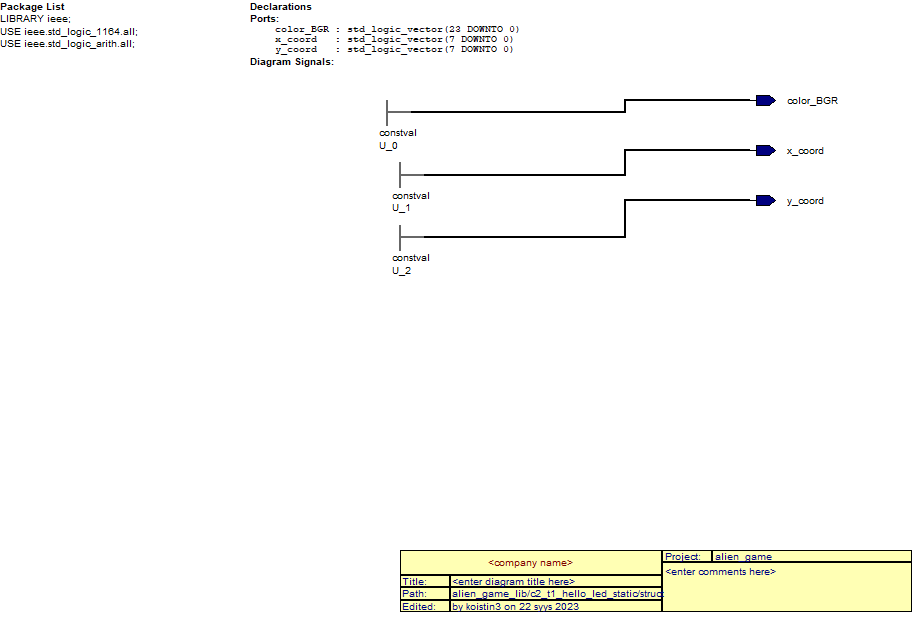 Package List
LIBRARY ieee;
USE ieee.std_logic_1164.all;
USE ieee.std_logic_arith.all;
Declarations
Ports:
color_BGR : std_logic_vector(23 DOWNTO 0)
x_coord : std_logic_vector(7 DOWNTO 0)
y_coord : std_logic_vector(7 DOWNTO 0)
Diagram Signals:
color_BGR
constval
U_0
x_coord
constval
U_1
y_coord
constval
U_2
<company name>
Title: <enter diagram title here>
Path: alien_game_lib/c2_t1_hello_led_static/struct
Edited: by koistin3 on 22 syys 2023
Project: alien_game
<enter comments here>